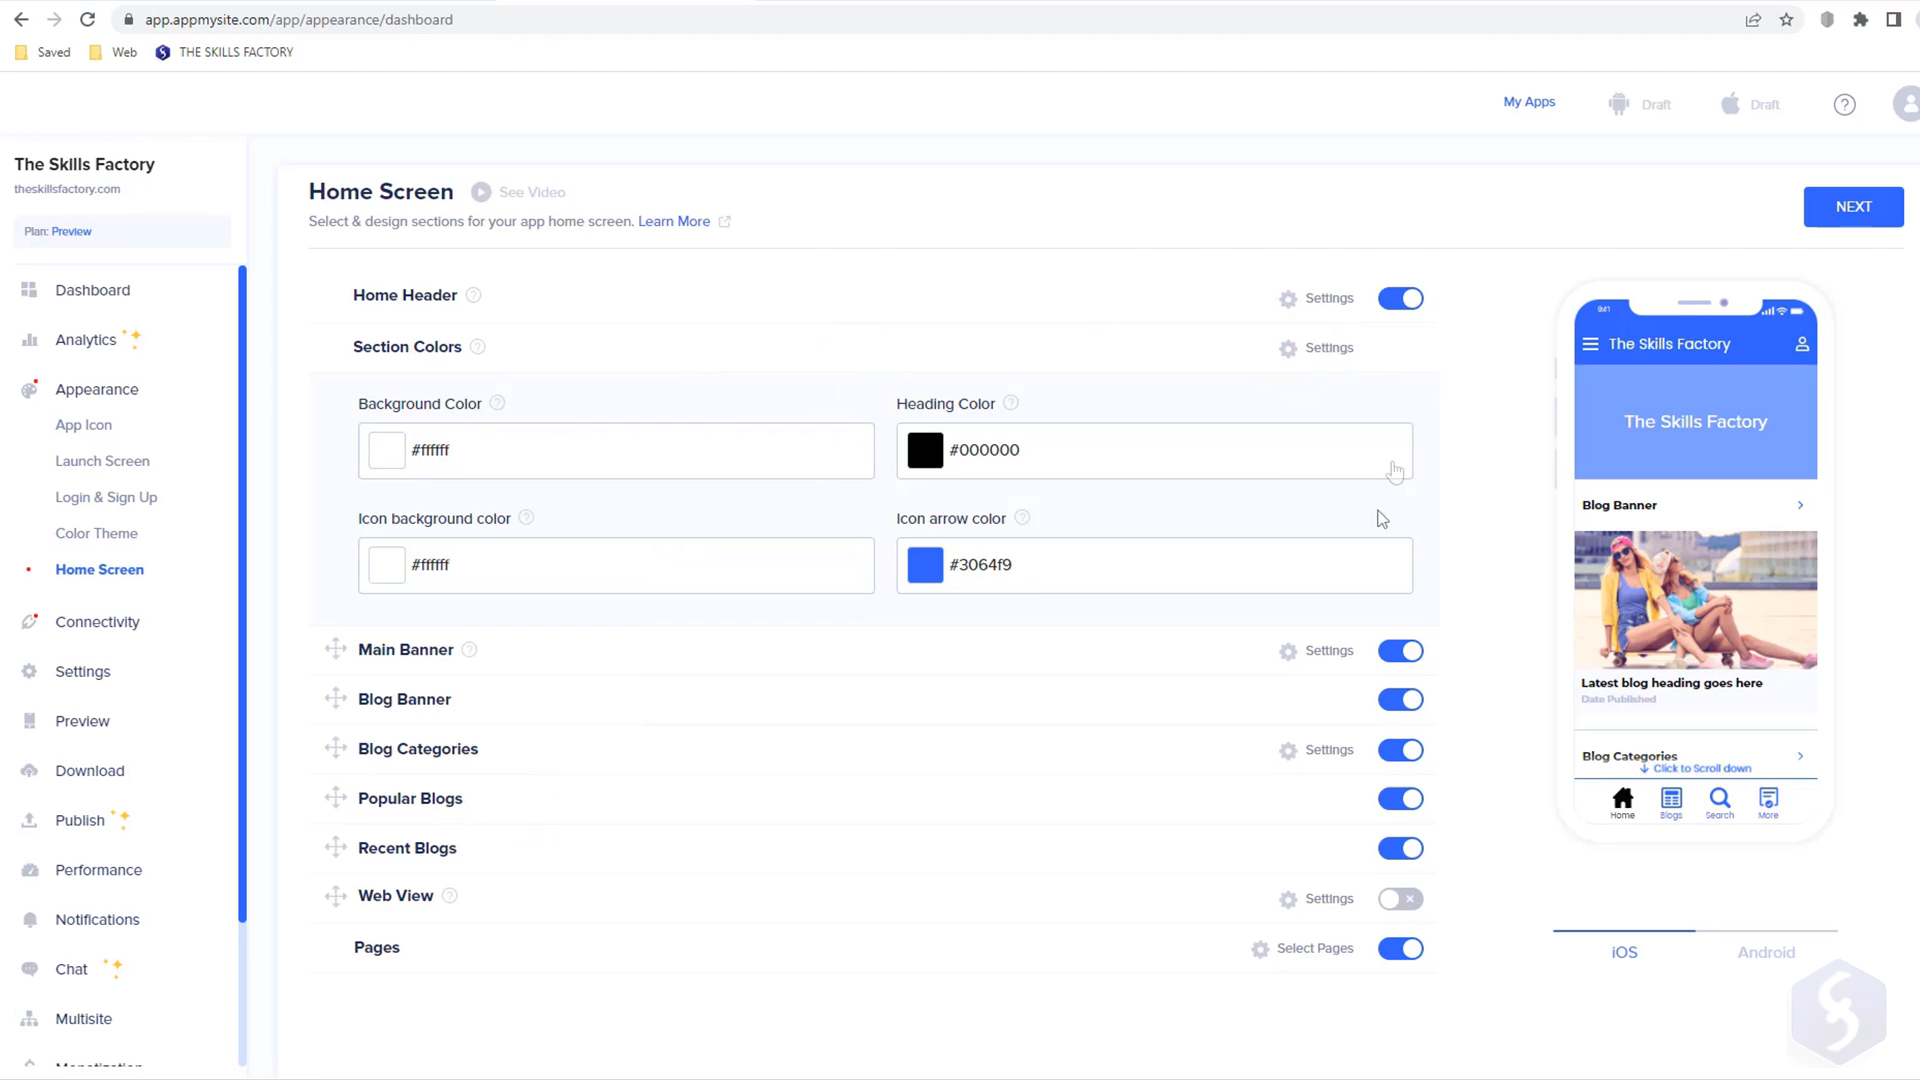 app.appmysite.com/app/appearance/dashboard
Saved
Web
THE SKILLS FACTORY
My Apps
Draft
Draft
The Skills Factory
theskillsfactory.com
Plan: Preview
Dashboard
Analytics
Appearance
App Icon
Launch Screen
Login & Sign Up
Color Theme
Home Screen
Connectivity
Settings
Preview
Download
Publish
Performance
Notifications
Chat
Multisite
Home Screen
See Video
Select & design sections for your app home screen. Learn More
NEXT
Home Header
Settings
Section Colors
Settings
Background Color
Heading Color
#ffffff
#000000
Icon background color
Icon arrow color
#ffffff
#3064f9
Main Banner
Settings
Blog Banner
Blog Categories
Settings
Popular Blogs
Recent Blogs
Web View
Settings
Pages
Select Pages
9:41
The Skills Factory
The Skills Factory
Blog Banner
Latest blog heading goes here
Date Published
Blog Categories
Click to Scroll down
Home
Blogs
Search
More
iOS
Android